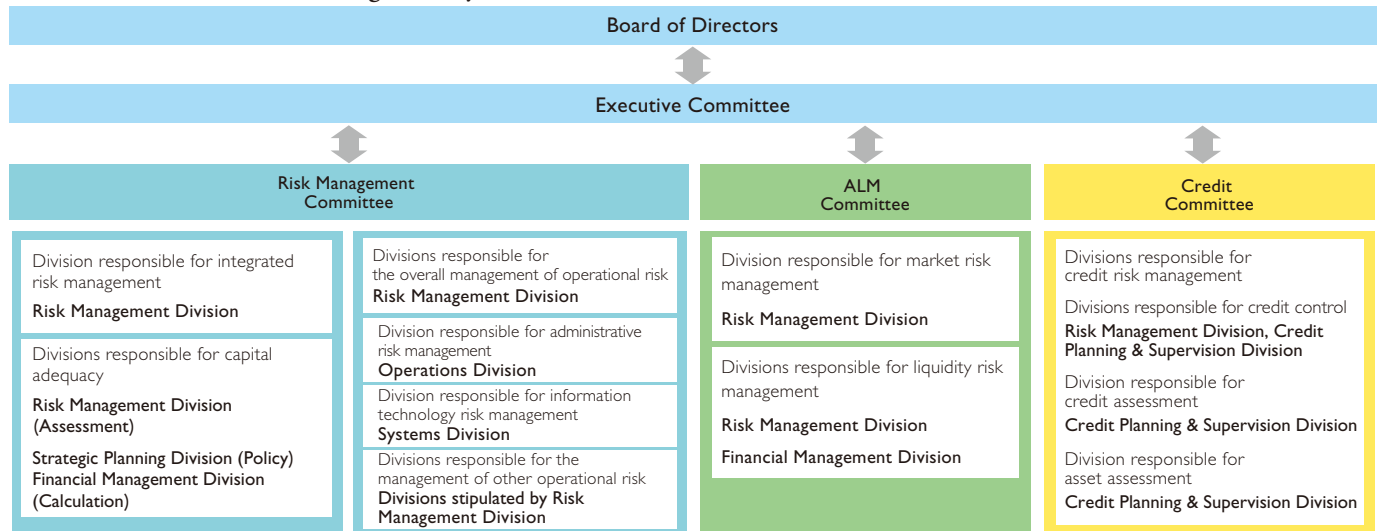 Board of Directors
Executive Committee
Risk Management
Committee
Division responsible for integrated
risk management
Risk Management Division
Divisions responsible for capital
adequacy
Risk Management Division
(Assessment)
Strategic Planning Division (Policy)
Financial Management Division
(Calculation)
Divisions responsible for
the overall management of operational risk
Risk Management Division
Division responsible for administrative
risk management
Operations Division
Division responsible for information
technology risk management
Systems Division
Divisions responsible for the
management of other operational risk
Divisions stipulated by Risk
Management Division
ALM
Committee
Division responsible for market risk
management
Risk Management Division
Divisions responsible for liquidity risk
management
Risk Management Division
Financial Management Division
Credit
Committee
Divisions responsible for
credit risk management
Divisions responsible for credit control
Risk Management Division, Credit
Planning & Supervision Division
Division responsible for
credit assessment
Credit Planning & Supervision Division
Division responsible for
asset assessment
Credit Planning & Supervision Division